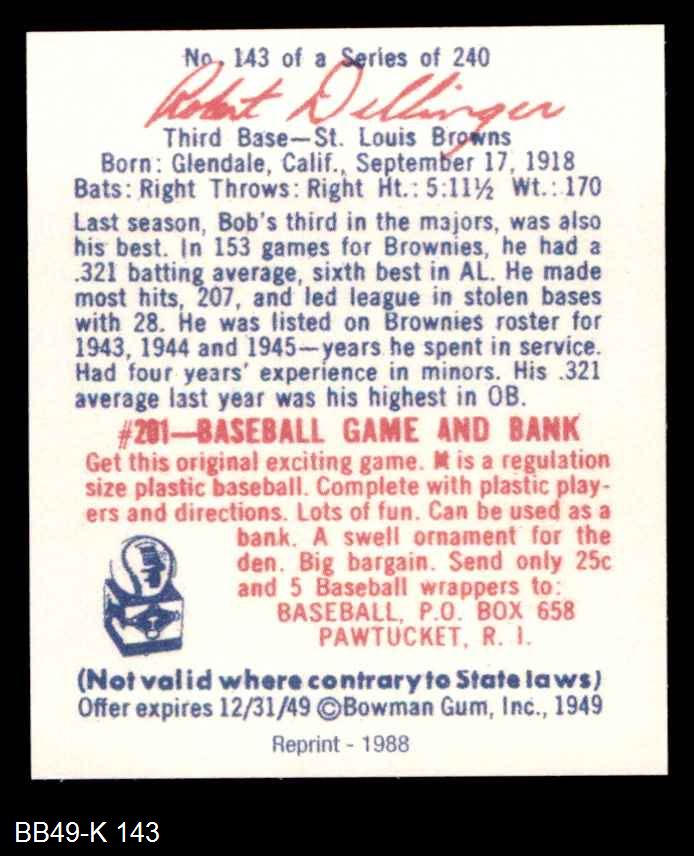 No. 143 of a Series of 240
Robert Dillinger
Third Base—St. Louis Browns
Born: Glendale, Calif., September 17, 1918
Bats: Right Throws: Right Ht.: 5:11½ Wt.: 170
Last season, Bob's third in the majors, was also
his best. In 153 games for Brownies, he had a
.321 batting average, sixth best in AL. He made
most hits, 207, and led league in stolen bases
with 28. He was listed on Brownies roster for
1943, 1944 and 1945—years he spent in service.
Had four years' experience in minors. His .321
average last year was his highest in OB.
#201—BASEBALL GAME AND BANK
Get this original exciting game. It is a regulation
size plastic baseball. Complete with plastic play-
ers and directions. Lots of fun. Can be used as a
bank. A swell ornament for the
den. Big bargain. Send only 25c
and 5 Baseball wrappers to:
BASEBALL, P.O. BOX 658
PAWTUCKET, R. I.
(Not valid where contrary to State laws)
Offer expires 12/31/49 ©Bowman Gum, Inc., 1949
Reprint - 1988
BB49-K 143